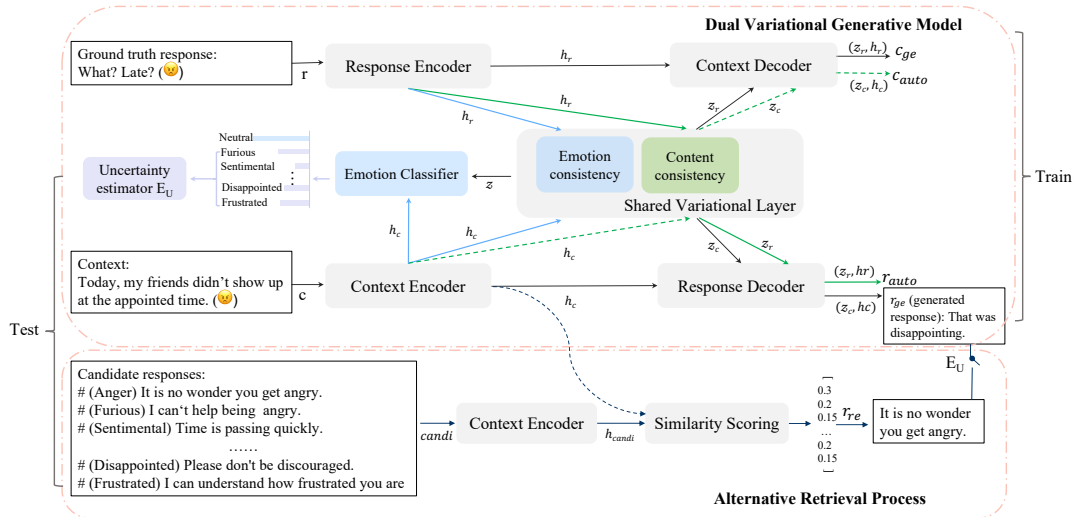 Dual Variational Generative Model
Ground truth response:
What? Late? (😠)
r
Response Encoder
h_r
Context Decoder
(z_r, h_r)
c_ge
(z_c, h_c)
c_auto
h_r
h_r
z_r
z_c
Neutral
Furious
Sentimental
⋮
Disappointed
Frustrated
Uncertainty
estimator E_U
Emotion Classifier
z
Emotion
consistency
Content
consistency
Shared Variational Layer
Train
h_c
h_c
h_c
z_c
z_r
Context:
Today, my friends didn't show up
at the appointed time. (😠)
c
Context Encoder
h_c
Response Decoder
(z_r, hr)
r_auto
(z_c, hc)
r_ge (generated
response): That was
disappointing.
Test
E_U
Candidate responses:
# (Anger) It is no wonder you get angry.
# (Furious) I can't help being angry.
# (Sentimental) Time is passing quickly.
......
# (Disappointed) Please don't be discouraged.
# (Frustrated) I can understand how frustrated you are
candi
Context Encoder
h_candi
Similarity Scoring
[
0.3
0.2
0.15
...
0.2
0.15
]
r_re
It is no wonder
you get angry.
Alternative Retrieval Process